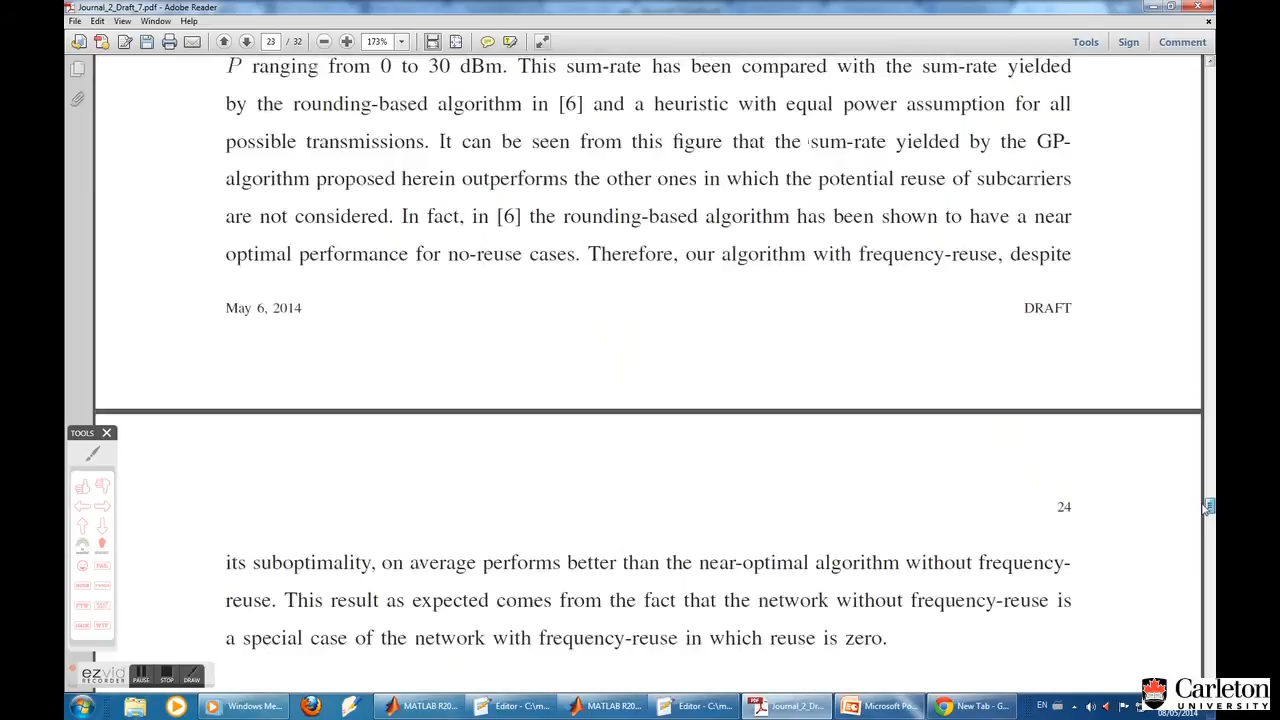 Journal_2_Draft_7.pdf - Adobe Reader
File Edit View Window Help
23 / 32 173% Tools Sign Comment
P ranging from 0 to 30 dBm. This sum-rate has been compared with the sum-rate yielded
by the rounding-based algorithm in [6] and a heuristic with equal power assumption for all
possible transmissions. It can be seen from this figure that the sum-rate yielded by the GP-
algorithm proposed herein outperforms the other ones in which the potential reuse of subcarriers
are not considered. In fact, in [6] the rounding-based algorithm has been shown to have a near
optimal performance for no-reuse cases. Therefore, our algorithm with frequency-reuse, despite
May 6, 2014 DRAFT
TOOLS
24
its suboptimality, on average performs better than the near-optimal algorithm without frequency-
reuse. This result as expected comes from the fact that the network without frequency-reuse is
a special case of the network with frequency-reuse in which reuse is zero.
ezvid
RECORDER
PAUSE STOP DRAW
Windows Me... MATLAB R20... Editor - C:\m... MATLAB R20... Editor - C:\m... Journal_2_Dr... Microsoft Po... New Tab - G... EN
08/05/2014
Carleton
UNIVERSITY